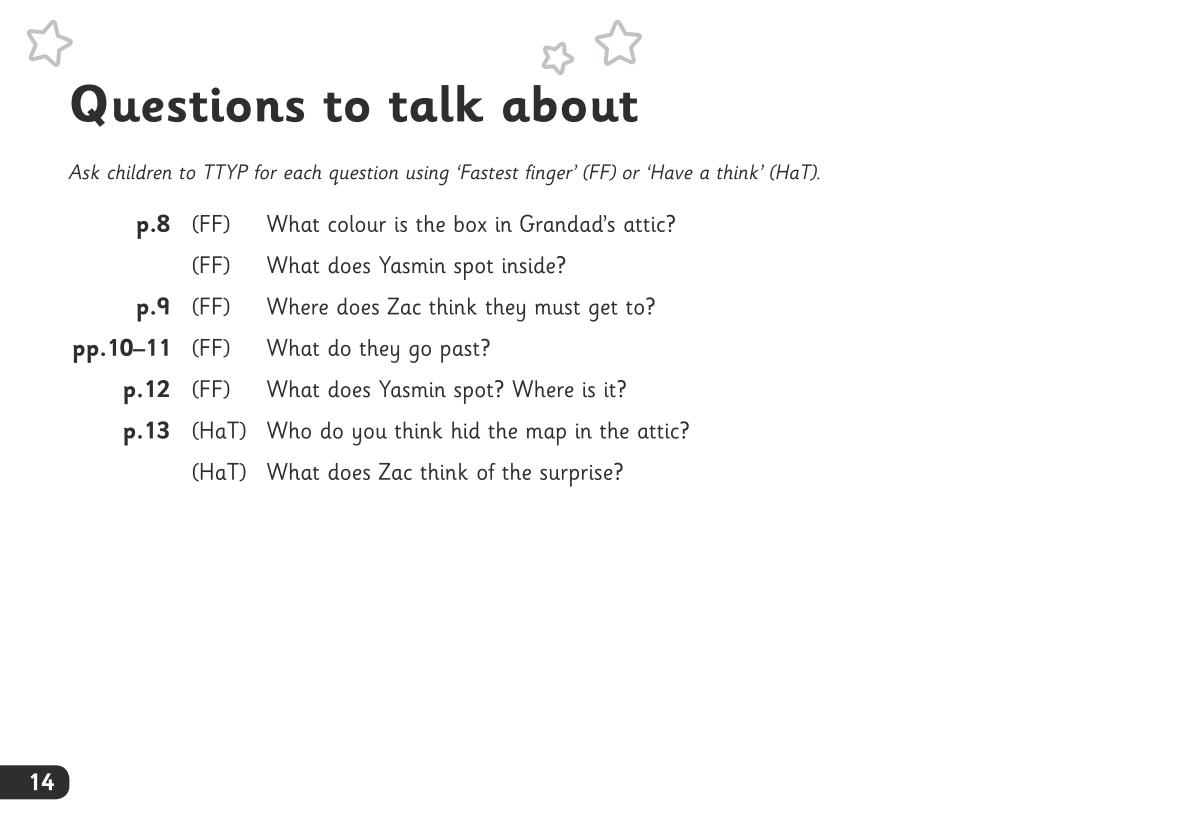 Questions to talk about
Ask children to TTYP for each question using ‘Fastest finger’ (FF) or ‘Have a think’ (HaT).
p.8 (FF) What colour is the box in Grandad’s attic?
(FF) What does Yasmin spot inside?
p.9 (FF) Where does Zac think they must get to?
pp.10–11 (FF) What do they go past?
p.12 (FF) What does Yasmin spot? Where is it?
p.13 (HaT) Who do you think hid the map in the attic?
(HaT) What does Zac think of the surprise?
14